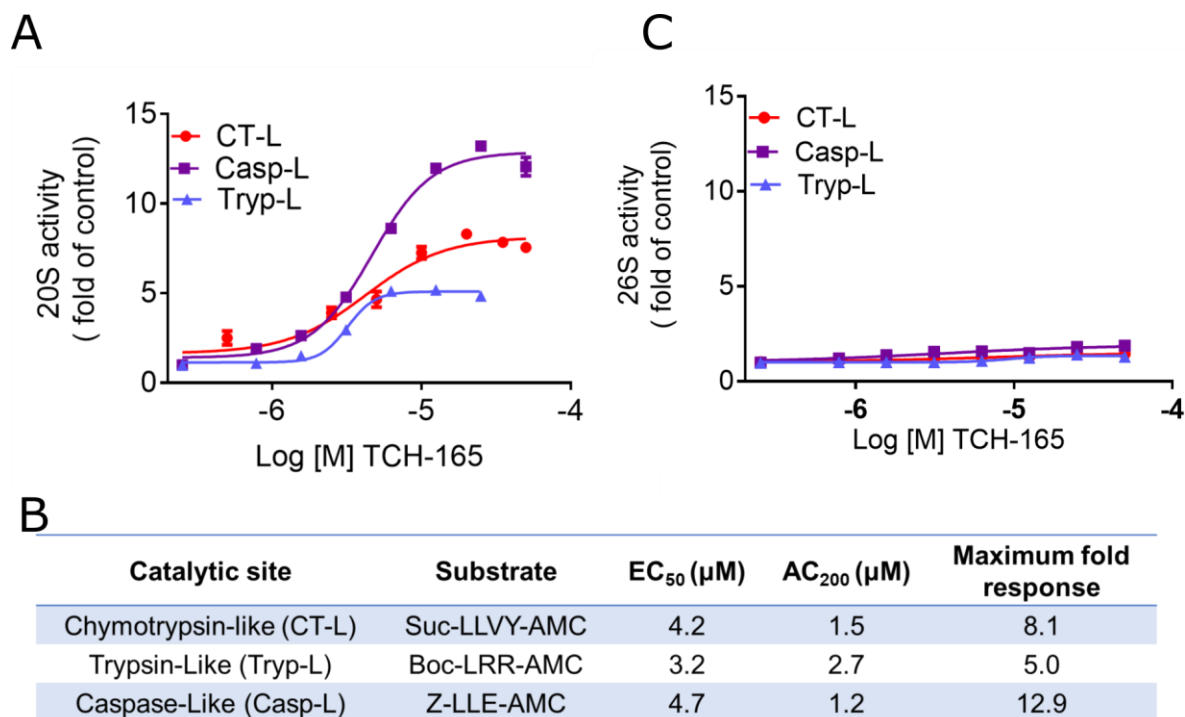 A
20S activity
( fold of control)
15
10
5
0
CT-L
Casp-L
Tryp-L
-6
-5
-4
Log [M] TCH-165
C
26S activity
(fold of control)
15
10
5
0
CT-L
Casp-L
Tryp-L
-6
-5
-4
Log [M] TCH-165
B
Catalytic site Substrate EC50 (μM) AC200 (μM) Maximum fold
response
Chymotrypsin-like (CT-L) Suc-LLVY-AMC 4.2 1.5 8.1
Trypsin-Like (Tryp-L) Boc-LRR-AMC 3.2 2.7 5.0
Caspase-Like (Casp-L) Z-LLE-AMC 4.7 1.2 12.9